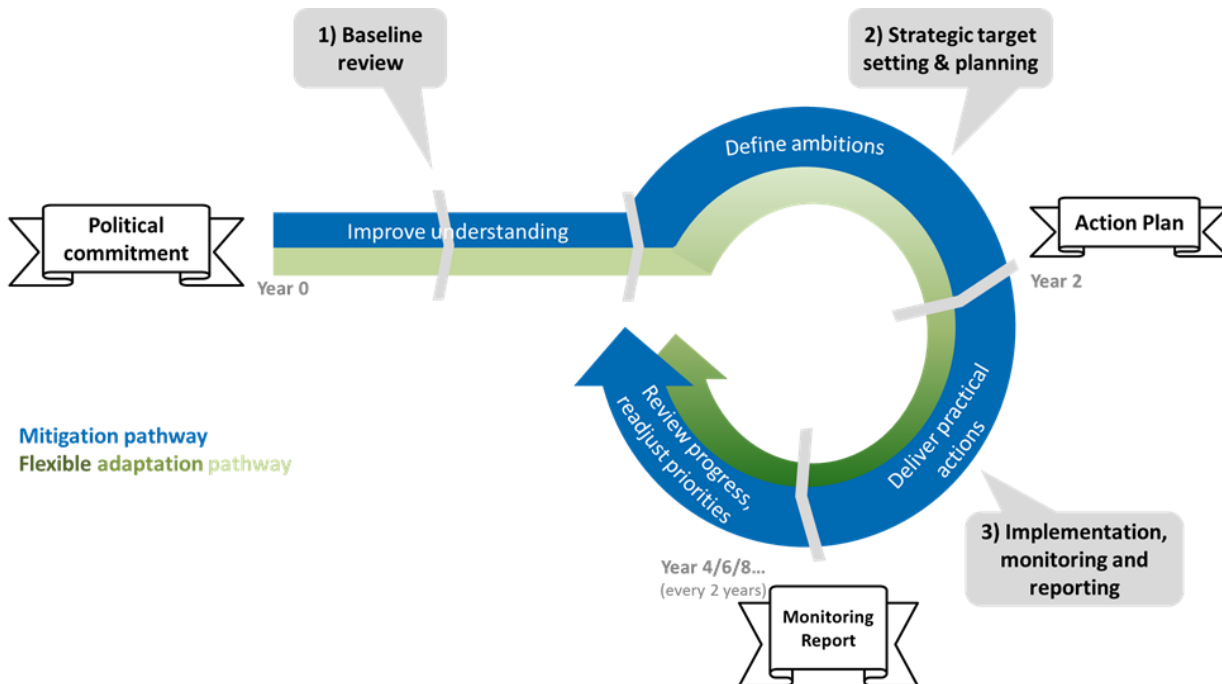 1) Baseline
review
2) Strategic target
setting & planning
Define ambitions
Political
commitment
Improve understanding
Action Plan
Year 0
Year 2
Mitigation pathway
Flexible adaptation pathway
Review progress,
readjust priorities
Deliver practical
actions
3) Implementation,
monitoring and
reporting
Year 4/6/8...
(every 2 years)
Monitoring
Report